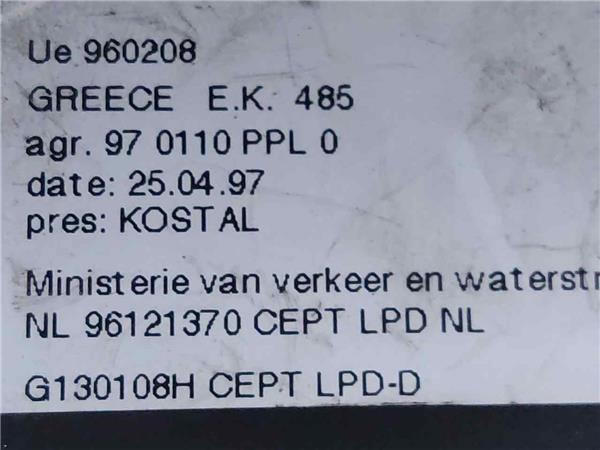 Ue 960208
GREECE E.K. 485
agr. 97 0110 PPL 0
date: 25.04.97
pres: KOSTAL
Ministerie van verkeer en waterstr
NL 96121370 CEPT LPD NL
G130108H CEPT LPD-D